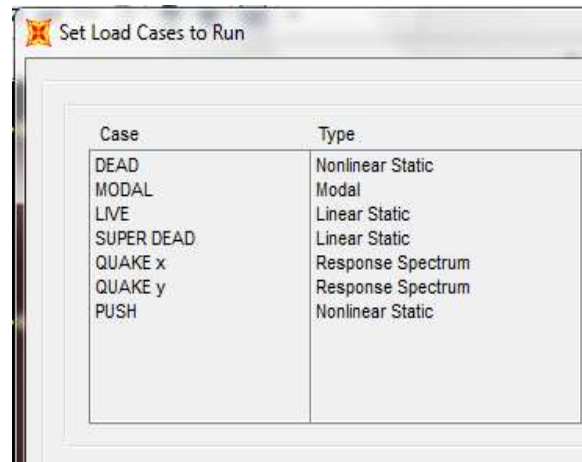 Set Load Cases to Run
Case Type
DEAD Nonlinear Static
MODAL Modal
LIVE Linear Static
SUPER DEAD Linear Static
QUAKE x Response Spectrum
QUAKE y Response Spectrum
PUSH Nonlinear Static